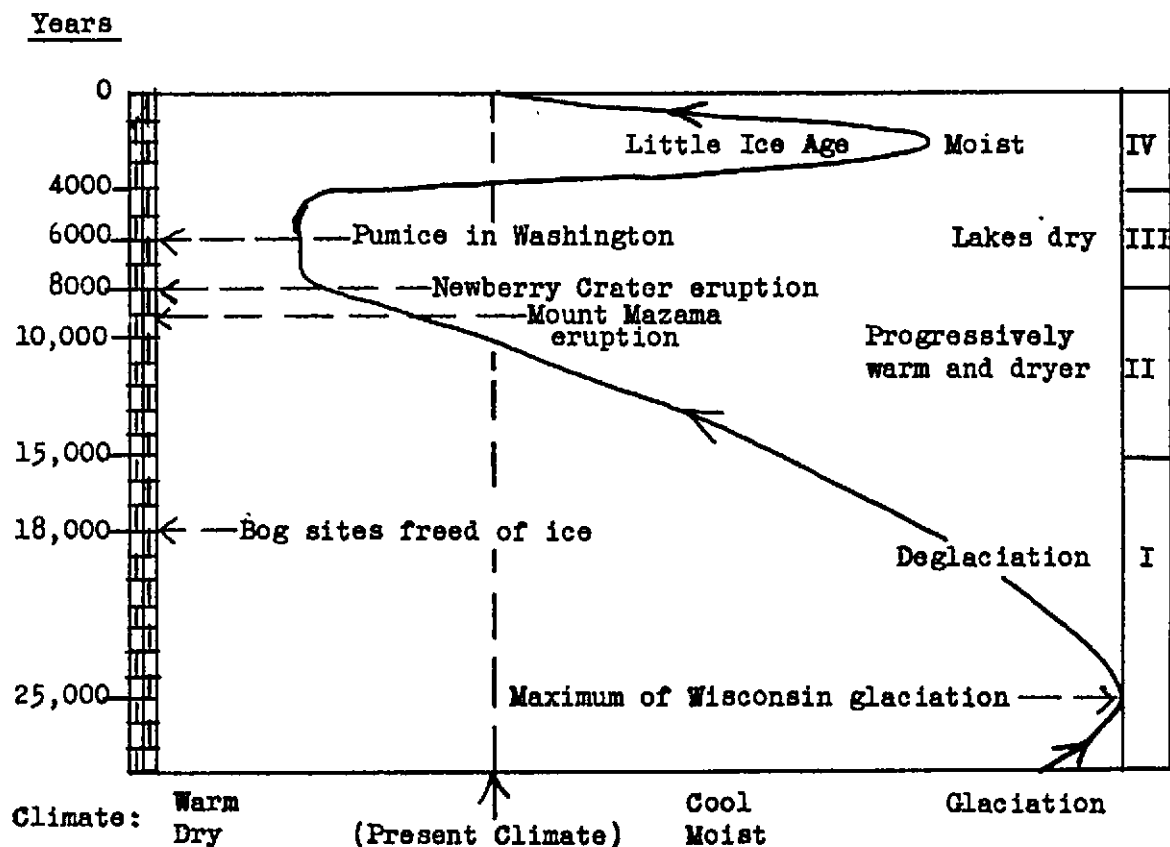 Years
0
Little Ice Age Moist IV
4000
6000 Pumice in Washington Lakes dry III
8000 Newberry Crater eruption
Mount Mazama
eruption
10,000 Progressively
warm and dryer II
15,000
18,000 Bog sites freed of ice
Deglaciation I
25,000 Maximum of Wisconsin glaciation
Climate: Warm Dry (Present Climate) Cool Moist Glaciation